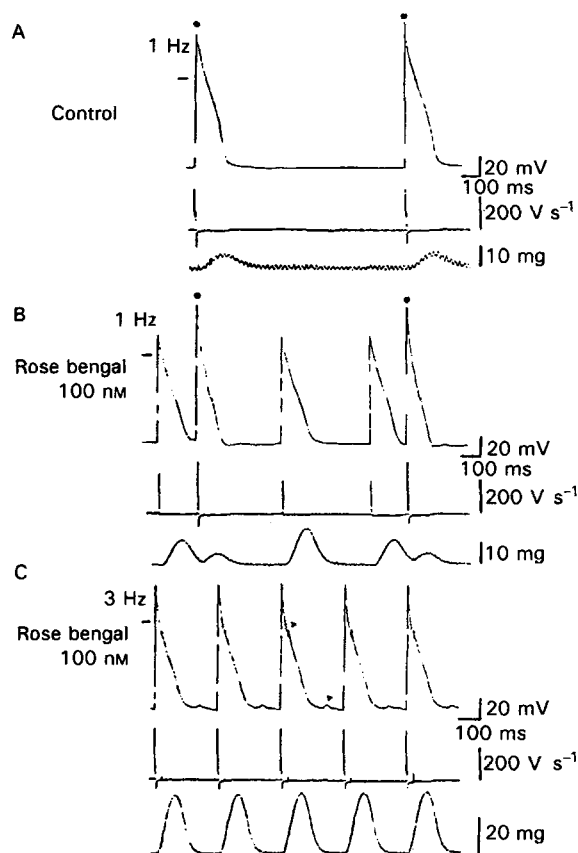 A
1 Hz
Control
20 mV
100 ms
200 V s⁻¹
10 mg
B
1 Hz
Rose bengal
100 nM
20 mV
100 ms
200 V s⁻¹
10 mg
C
3 Hz
Rose bengal
100 nM
20 mV
100 ms
200 V s⁻¹
20 mg